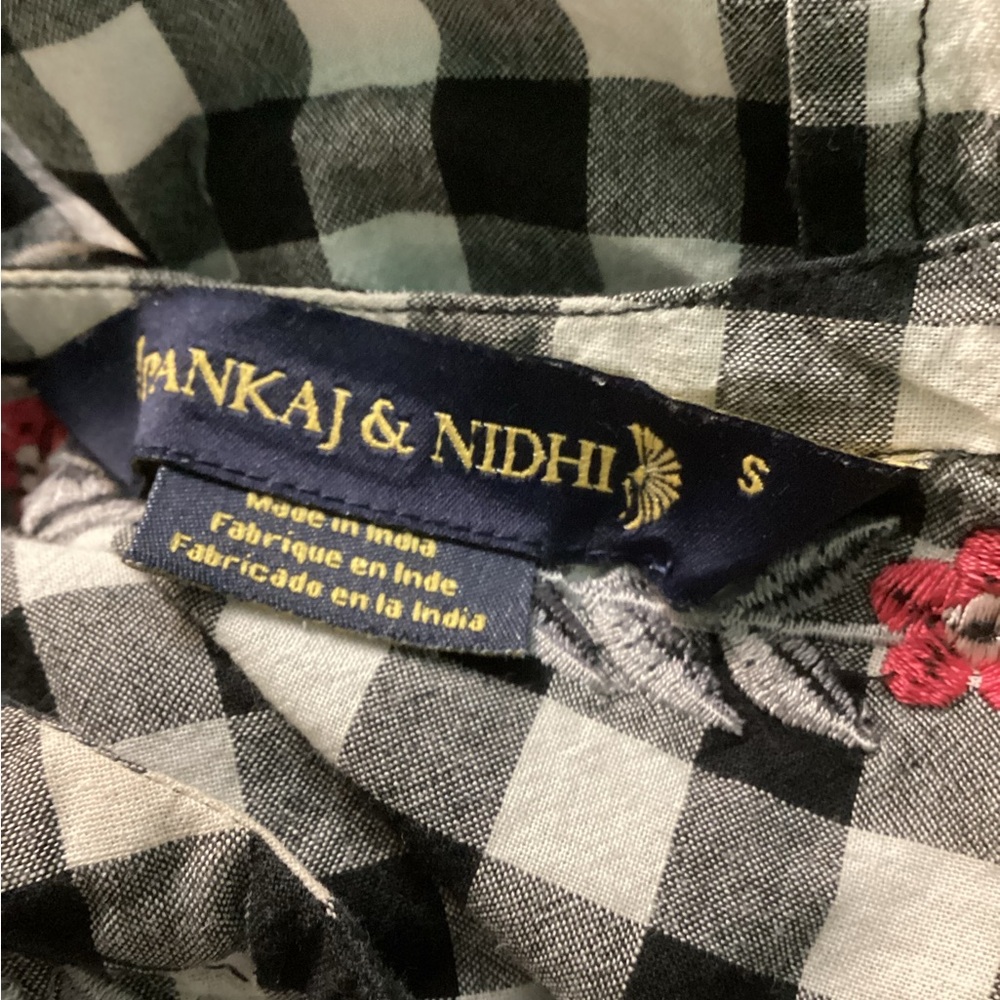 PANKAJ & NIDHI S
Made in India
Fabrique en Inde
Fabricado en la India